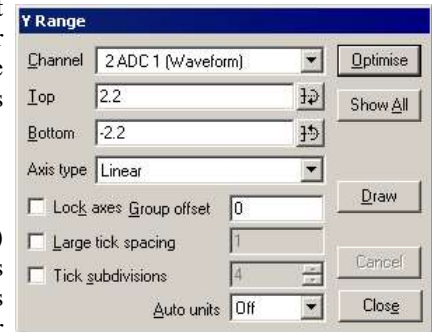 Y Range
Channel 2 ADC 1 (Waveform) Optimise
Top 2.2 Show All
Bottom -2.2
Axis type Linear
Lock axes Group offset 0 Draw
Large tick spacing 1
Tick subdivisions 4 Cancel
Auto units Off Close